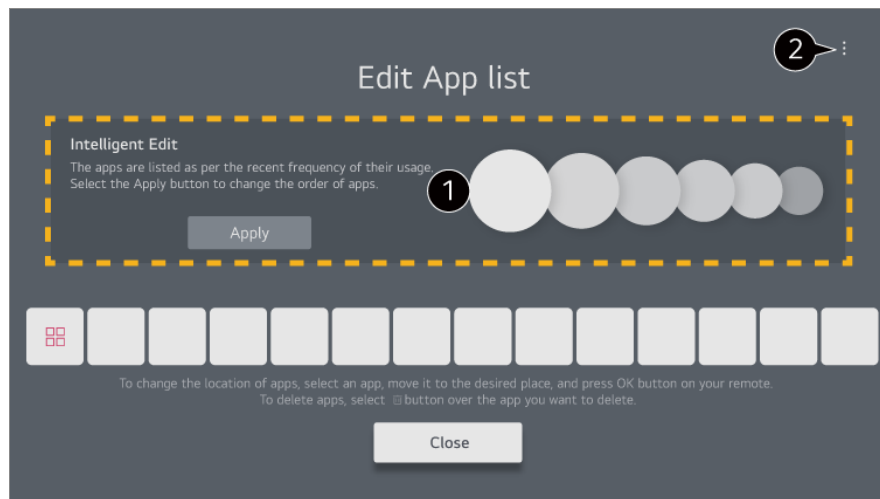 2
Edit App list
Intelligent Edit
The apps are listed as per the recent frequency of their usage.
Select the Apply button to change the order of apps.
1
Apply
To change the location of apps, select an app, move it to the desired place, and press OK button on your remote.
To delete apps, select button over the app you want to delete.
Close